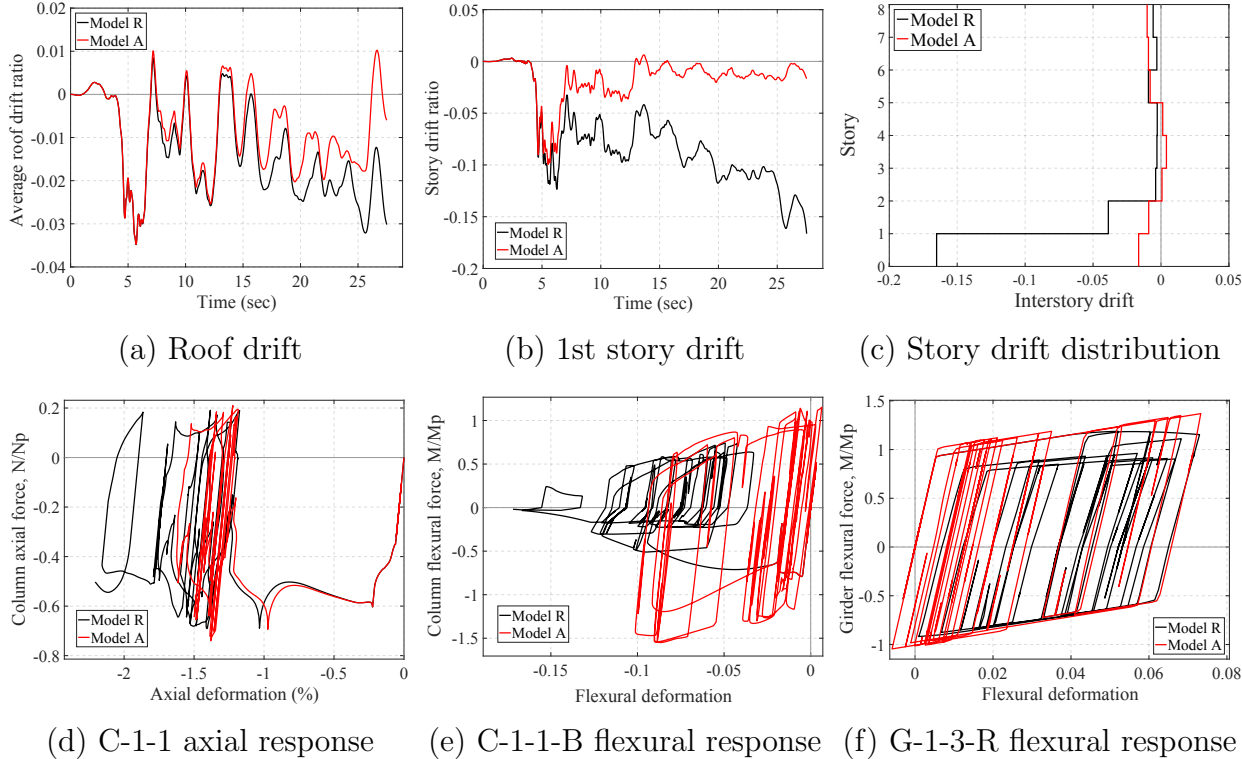 0.02
0.01
0
-0.01
-0.02
-0.03
-0.04
0 5 10 15 20 25
Average roof drift ratio
Time (sec)
Model R
Model A
(a) Roof drift
0.05
0
-0.05
-0.1
-0.15
-0.2
0 5 10 15 20 25
Story drift ratio
Time (sec)
Model R
Model A
(b) 1st story drift
8
7
6
5
4
3
2
1
0
-0.2 -0.15 -0.1 -0.05 0 0.05
Story
Interstory drift
Model R
Model A
(c) Story drift distribution
0.2
0
-0.2
-0.4
-0.6
-0.8
-2 -1.5 -1 -0.5 0
Column axial force, N/Np
Axial deformation (%)
Model R
Model A
(d) C-1-1 axial response
1
0.5
0
-0.5
-1
-1.5
-0.15 -0.1 -0.05 0
Column flexural force, M/Mp
Flexural deformation
Model R
Model A
(e) C-1-1-B flexural response
1.5
1
0.5
0
-0.5
-1
0 0.02 0.04 0.06 0.08
Girder flexural force, M/Mp
Flexural deformation
Model R
Model A
(f) G-1-3-R flexural response